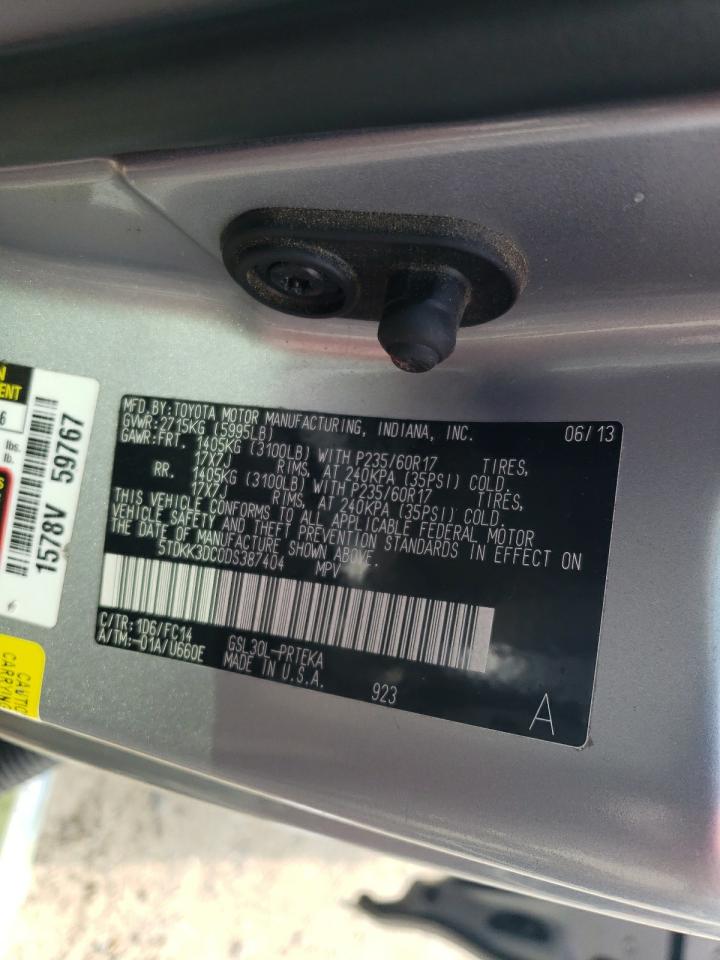 MFD.BY:TOYOTA MOTOR MANUFACTURING, INDIANA, INC. 06/13
GVWR:2715KG (5995LB)
GAWR:FRT. 1405KG (3100LB) WITH P235/60R17 TIRES,
17X7J RIMS, AT 240KPA (35PSI) COLD.
RR. 1405KG (3100LB) WITH P235/60R17 TIRES,
17X7J RIMS, AT 240KPA (35PSI) COLD.
THIS VEHICLE CONFORMS TO ALL APPLICABLE FEDERAL MOTOR
VEHICLE SAFETY AND THEFT PREVENTION STANDARDS IN EFFECT ON
THE DATE OF MANUFACTURE SHOWN ABOVE.
5TDKK3DC0DS387404 MPV
C/TR:1D6/FC14 GSL30L-PRTEKA
A/TM:-01A/U660E MADE IN U.S.A.
923
A
1578V 59767
lbs.
lb.
CAUTIO
CARRYING